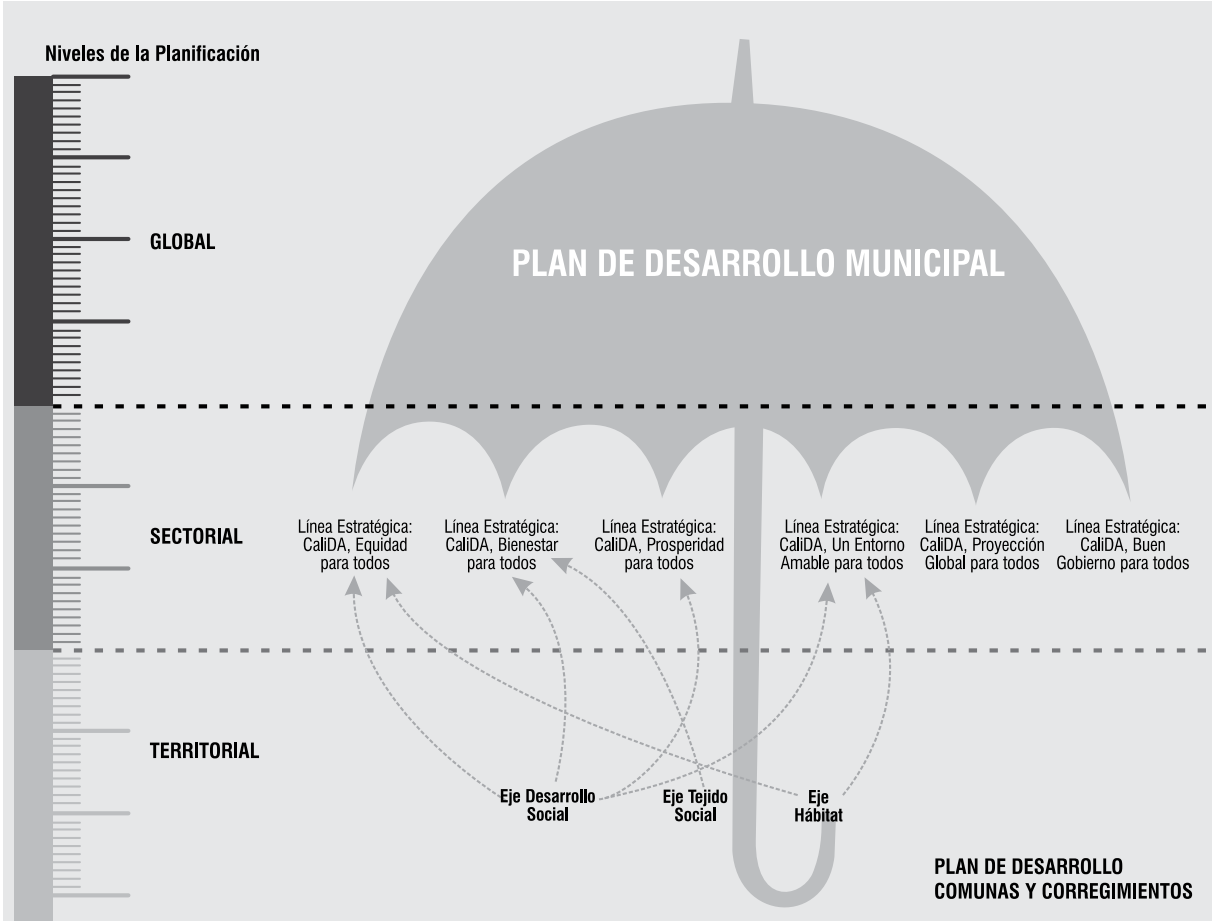 Niveles de la Planificación
GLOBAL
PLAN DE DESARROLLO MUNICIPAL
SECTORIAL
Línea Estratégica:
CaliDA, Equidad
para todos
Línea Estratégica:
CaliDA, Bienestar
para todos
Línea Estratégica:
CaliDA, Prosperidad
para todos
Línea Estratégica:
CaliDA, Un Entorno
Amable para todos
Línea Estratégica:
CaliDA, Proyección
Global para todos
Línea Estratégica:
CaliDA, Buen
Gobierno para todos
TERRITORIAL
Eje Desarrollo
Social
Eje Tejido
Social
Eje
Hábitat
PLAN DE DESARROLLO
COMUNAS Y CORREGIMIENTOS